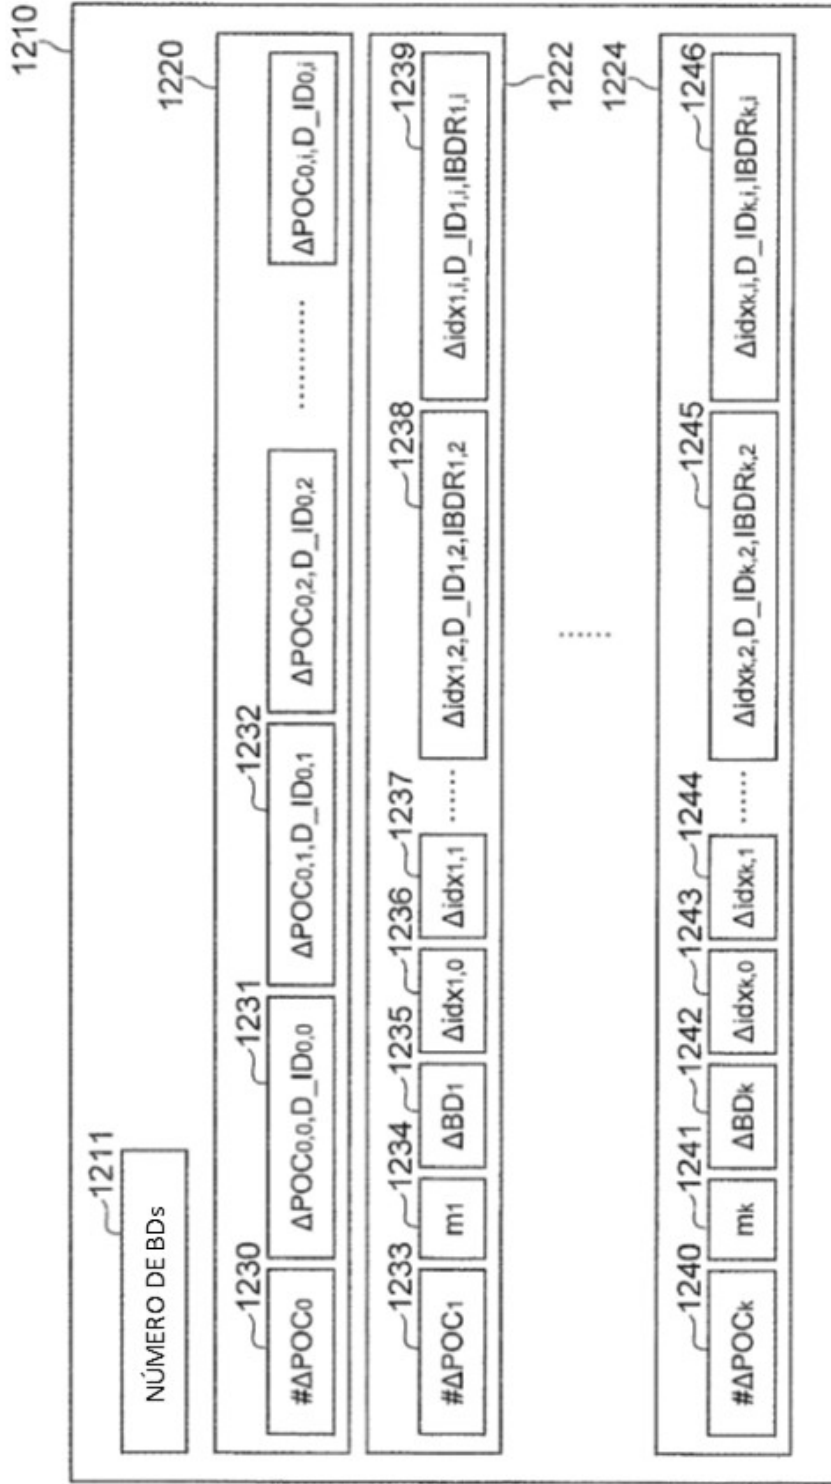 1210
1211
NÚMERO DE BDs
1220
1230 1231 1232
#ΔPOC0 ΔPOC0,0,D_ID0,0 ΔPOC0,1,D_ID0,1 ΔPOC0,2,D_ID0,2 ............ ΔPOC0,i,D_ID0,i
1233 1234 1235 1236 1237 1238 1239
#ΔPOC1 m1 ΔBD1 Δidx1,0 Δidx1,1 ...... Δidx1,2,D_ID1,2,IBDR1,2 Δidx1,i,D_ID1,i,IBDR1,i
1222
......
1224
1240 1241 1242 1243 1244 1245 1246
#ΔPOCk mk ΔBDk Δidxk,0 Δidxk,1 ...... Δidxk,2,D_IDk,2,IBDRk,2 Δidxk,i,D_IDk,i,IBDRk,i